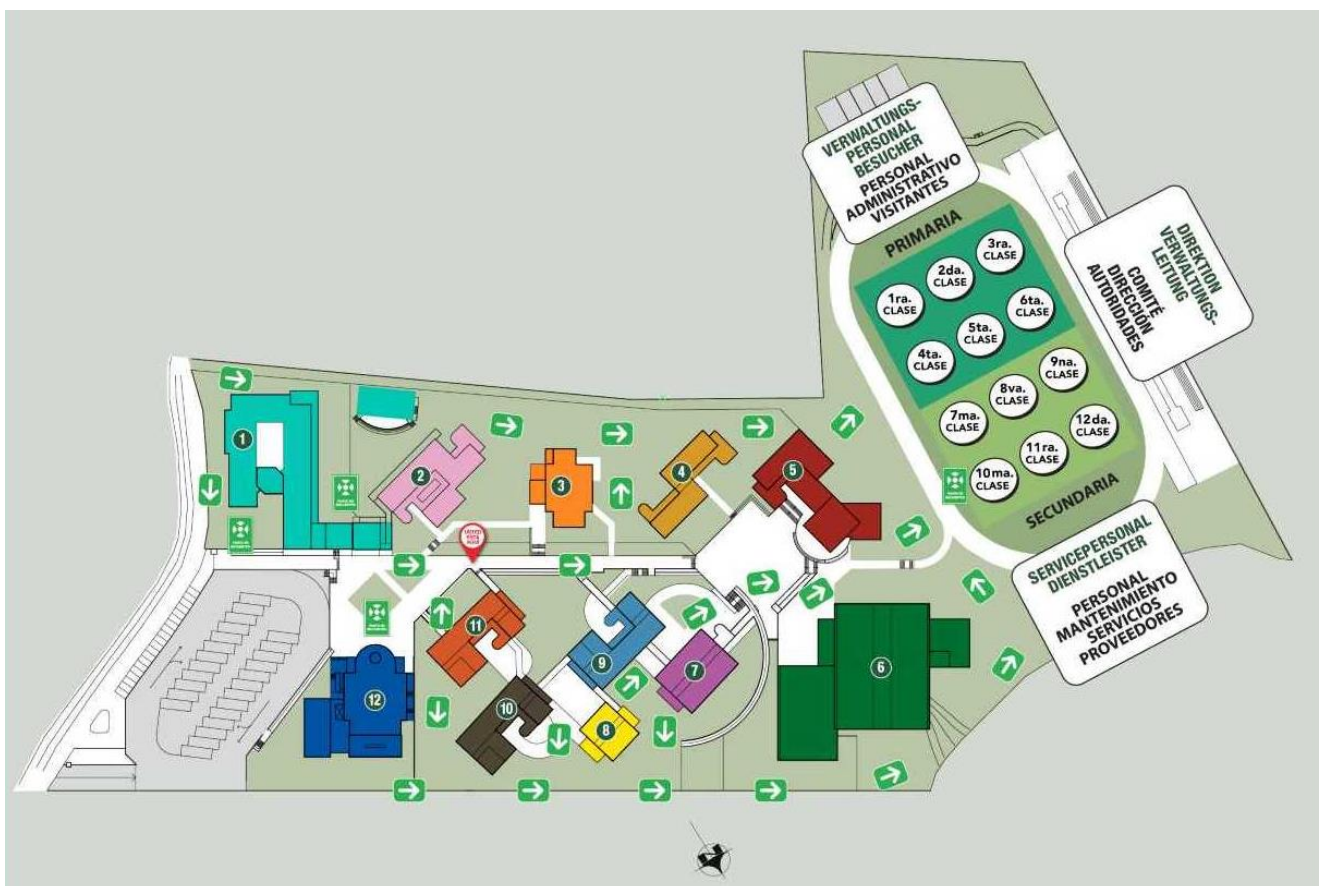 VERWALTUNGS-
PERSONAL
BESUCHER
PERSONAL
ADMINISTRATIVO
VISITANTES
DIREKTION
VERWALTUNGS-
LEITUNG
COMITÉ
DIRECCIÓN
AUTORIDADES
PRIMARIA
1ra.
CLASE
2da.
CLASE
3ra.
CLASE
4ta.
CLASE
5ta.
CLASE
6ta.
CLASE
7ma.
CLASE
8va.
CLASE
9na.
CLASE
10ma.
CLASE
11ra.
CLASE
12da.
CLASE
SECUNDARIA
SERVICEPERSONAL
DIENSTLEISTER
PERSONAL
MANTENIMIENTO
SERVICIOS
PROVEEDORES
1
2
3
4
5
6
7
8
9
10
11
12